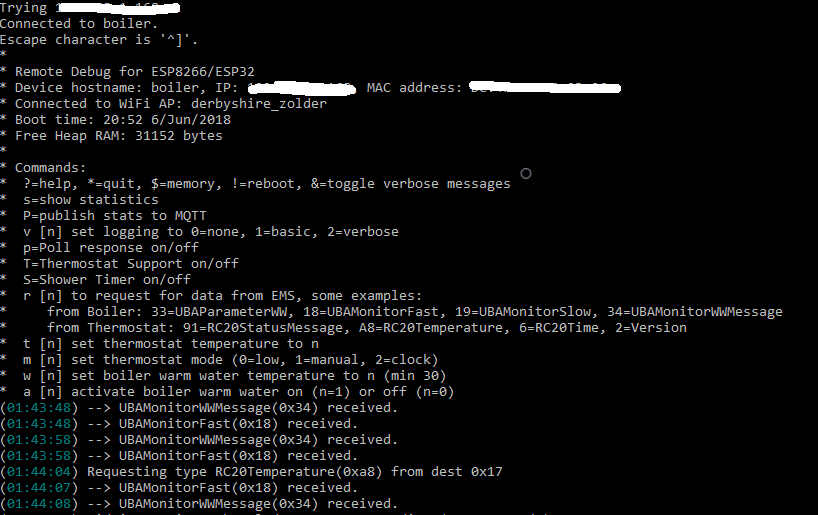 Trying
Connected to boiler.
Escape character is '^]'.
*
* Remote Debug for ESP8266/ESP32
* Device hostname: boiler, IP: MAC address:
* Connected to WiFi AP: derbyshire_zolder
* Boot time: 20:52 6/Jun/2018
* Free Heap RAM: 31152 bytes
*
* Commands:
*  ?=help, *=quit, $=memory, !=reboot, &=toggle verbose messages
*  s=show statistics
*  P=publish stats to MQTT
*  v [n] set logging to 0=none, 1=basic, 2=verbose
*  p=Poll response on/off
*  T=Thermostat Support on/off
*  S=Shower Timer on/off
*  r [n] to request for data from EMS, some examples:
*     from Boiler: 33=UBAParameterWW, 18=UBAMonitorFast, 19=UBAMonitorSlow, 34=UBAMonitorWWMessage
*     from Thermostat: 91=RC20StatusMessage, A8=RC20Temperature, 6=RC20Time, 2=Version
*  t [n] set thermostat temperature to n
*  m [n] set thermostat mode (0=low, 1=manual, 2=clock)
*  w [n] set boiler warm water temperature to n (min 30)
*  a [n] activate boiler warm water on (n=1) or off (n=0)
(01:43:48) --> UBAMonitorWWMessage(0x34) received.
(01:43:48) --> UBAMonitorFast(0x18) received.
(01:43:58) --> UBAMonitorWWMessage(0x34) received.
(01:43:58) --> UBAMonitorFast(0x18) received.
(01:44:04) Requesting type RC20Temperature(0xa8) from dest 0x17
(01:44:07) --> UBAMonitorFast(0x18) received.
(01:44:08) --> UBAMonitorWWMessage(0x34) received.